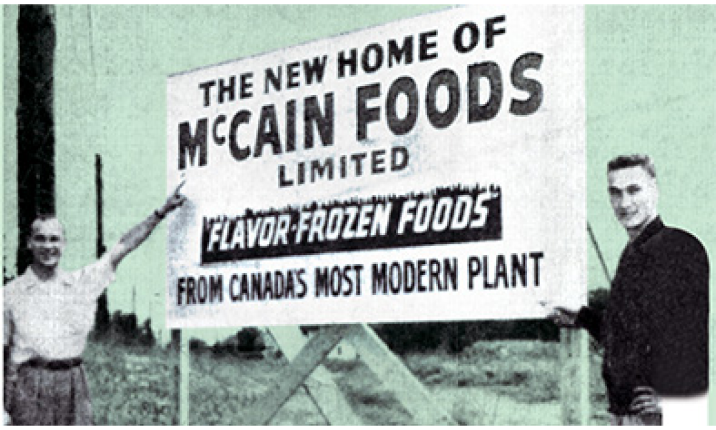 THE NEW HOME OF
McCAIN FOODS
LIMITED
"FLAVOR-FROZEN FOODS"
FROM CANADA'S MOST MODERN PLANT